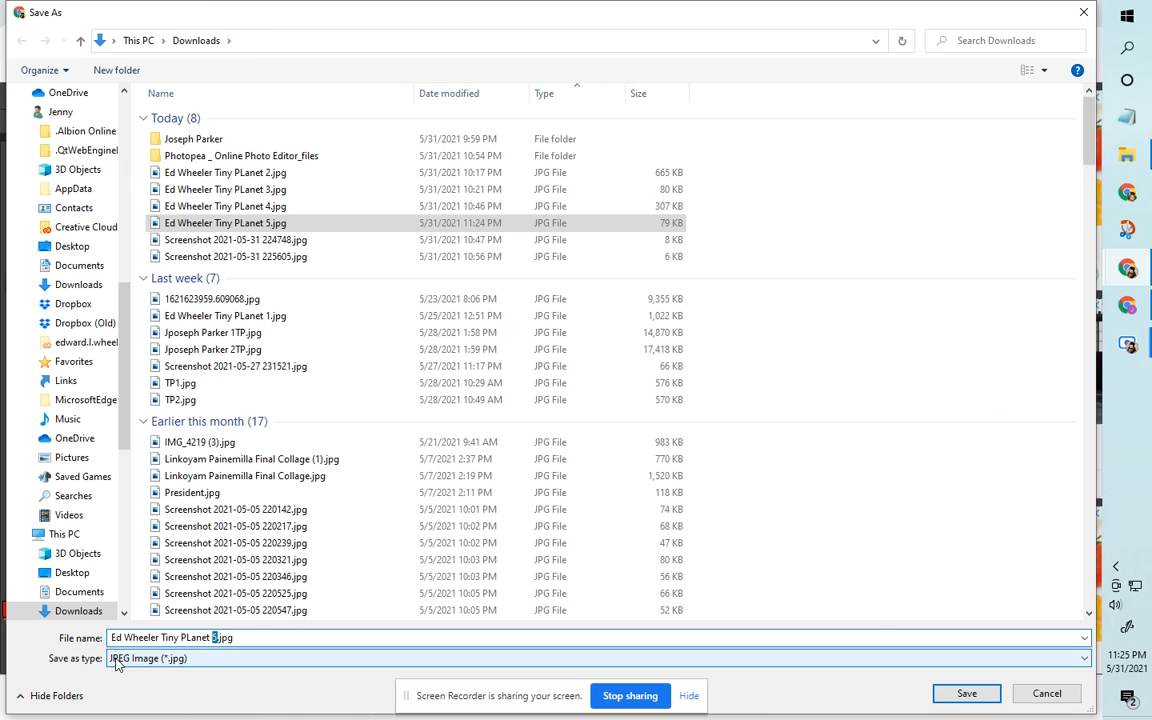 Save As
This PC > Downloads >
Search Downloads
Organize
New folder
OneDrive
Jenny
.Albion Online
.QtWebEnginel
3D Objects
AppData
Contacts
Creative Cloud
Desktop
Documents
Downloads
Dropbox
Dropbox (Old)
edward.l.wheel
Favorites
Links
MicrosoftEdge
Music
OneDrive
Pictures
Saved Games
Searches
Videos
This PC
3D Objects
Desktop
Documents
Downloads
Name Date modified Type Size
Today (8)
Joseph Parker 5/31/2021 9:59 PM File folder
Photopea _ Online Photo Editor_files 5/31/2021 10:54 PM File folder
Ed Wheeler Tiny PLanet 2.jpg 5/31/2021 10:17 PM JPG File 665 KB
Ed Wheeler Tiny PLanet 3.jpg 5/31/2021 10:21 PM JPG File 80 KB
Ed Wheeler Tiny PLanet 4.jpg 5/31/2021 10:46 PM JPG File 307 KB
Ed Wheeler Tiny PLanet 5.jpg 5/31/2021 11:24 PM JPG File 79 KB
Screenshot 2021-05-31 224748.jpg 5/31/2021 10:47 PM JPG File 8 KB
Screenshot 2021-05-31 225605.jpg 5/31/2021 10:56 PM JPG File 6 KB
Last week (7)
1621623959.609068.jpg 5/23/2021 8:06 PM JPG File 9,355 KB
Ed Wheeler Tiny PLanet 1.jpg 5/25/2021 12:51 PM JPG File 1,022 KB
Jposeph Parker 1TP.jpg 5/28/2021 1:58 PM JPG File 14,870 KB
Jposeph Parker 2TP.jpg 5/28/2021 1:59 PM JPG File 17,418 KB
Screenshot 2021-05-27 231521.jpg 5/27/2021 11:17 PM JPG File 66 KB
TP1.jpg 5/28/2021 10:29 AM JPG File 576 KB
TP2.jpg 5/28/2021 10:49 AM JPG File 570 KB
Earlier this month (17)
IMG_4219 (3).jpg 5/21/2021 9:41 AM JPG File 983 KB
Linkoyam Painemilla Final Collage (1).jpg 5/7/2021 2:37 PM JPG File 770 KB
Linkoyam Painemilla Final Collage.jpg 5/7/2021 2:19 PM JPG File 1,520 KB
President.jpg 5/7/2021 2:11 PM JPG File 118 KB
Screenshot 2021-05-05 220142.jpg 5/5/2021 10:01 PM JPG File 74 KB
Screenshot 2021-05-05 220217.jpg 5/5/2021 10:02 PM JPG File 68 KB
Screenshot 2021-05-05 220239.jpg 5/5/2021 10:02 PM JPG File 47 KB
Screenshot 2021-05-05 220321.jpg 5/5/2021 10:03 PM JPG File 80 KB
Screenshot 2021-05-05 220346.jpg 5/5/2021 10:03 PM JPG File 56 KB
Screenshot 2021-05-05 220525.jpg 5/5/2021 10:05 PM JPG File 66 KB
Screenshot 2021-05-05 220547.jpg 5/5/2021 10:05 PM JPG File 52 KB
File name: Ed Wheeler Tiny PLanet 5.jpg
Save as type: JPEG Image (*.jpg)
Hide Folders
Screen Recorder is sharing your screen.
Stop sharing
Hide
Save
Cancel
11:25 PM
5/31/2021
2